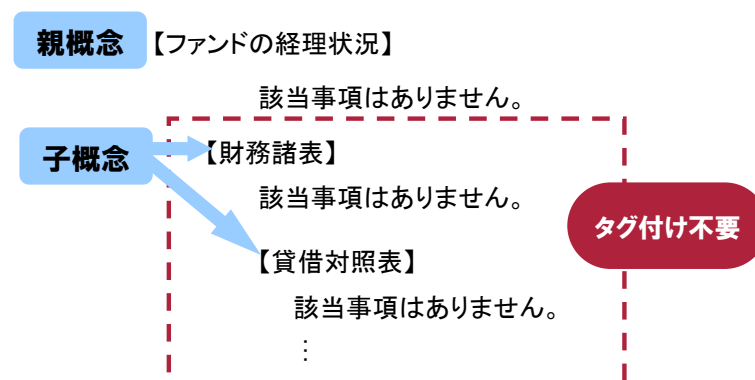 親概念 【ファンドの経理状況】
該当事項はありません。
子概念 【財務諸表】
該当事項はありません。
タグ付け不要
【貸借対照表】
該当事項はありません。
⋮